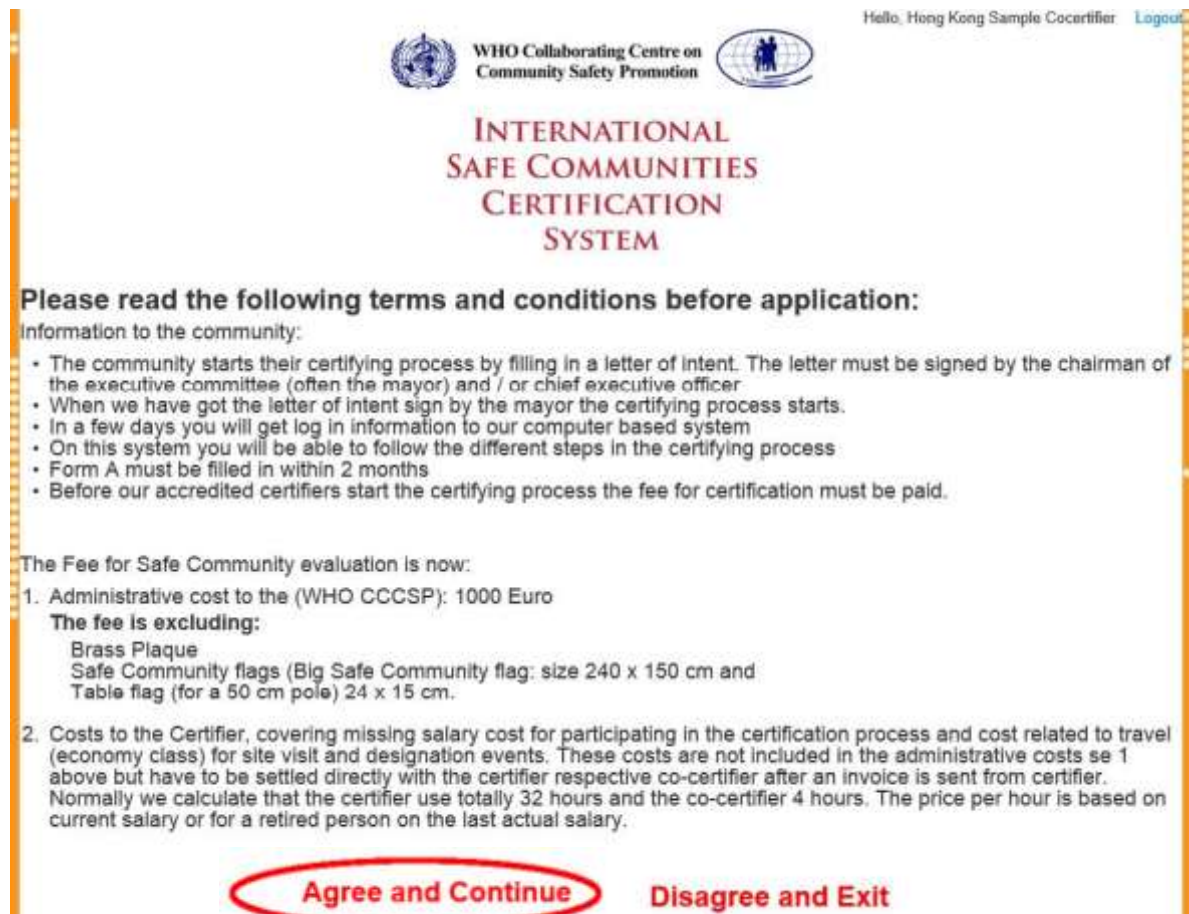 Hello, Hong Kong Sample Cocertifier Logout
WHO Collaborating Centre on
Community Safety Promotion
INTERNATIONAL
SAFE COMMUNITIES
CERTIFICATION
SYSTEM
Please read the following terms and conditions before application:
Information to the community:
• The community starts their certifying process by filling in a letter of intent. The letter must be signed by the chairman of
the executive committee (often the mayor) and / or chief executive officer
• When we have got the letter of intent sign by the mayor the certifying process starts.
• In a few days you will get log in information to our computer based system
• On this system you will be able to follow the different steps in the certifying process
• Form A must be filled in within 2 months
• Before our accredited certifiers start the certifying process the fee for certification must be paid.
The Fee for Safe Community evaluation is now:
1. Administrative cost to the (WHO CCCSP): 1000 Euro
The fee is excluding:
Brass Plaque
Safe Community flags (Big Safe Community flag: size 240 x 150 cm and
Table flag (for a 50 cm pole) 24 x 15 cm.
2. Costs to the Certifier, covering missing salary cost for participating in the certification process and cost related to travel
(economy class) for site visit and designation events. These costs are not included in the administrative costs se 1
above but have to be settled directly with the certifier respective co-certifier after an invoice is sent from certifier.
Normally we calculate that the certifier use totally 32 hours and the co-certifier 4 hours. The price per hour is based on
current salary or for a retired person on the last actual salary.
Agree and Continue Disagree and Exit